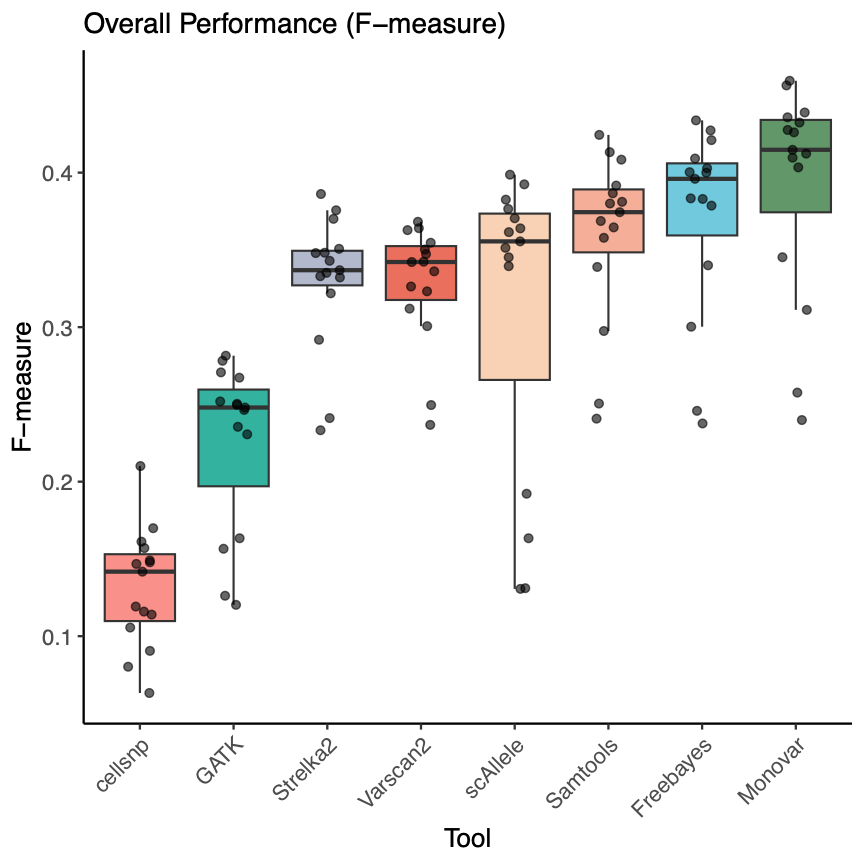 Overall Performance (F−measure)
F−measure
0.4
0.3
0.2
0.1
cellsnp
GATK
Strelka2
Varscan2
scAllele
Samtools
Freebayes
Monovar
Tool